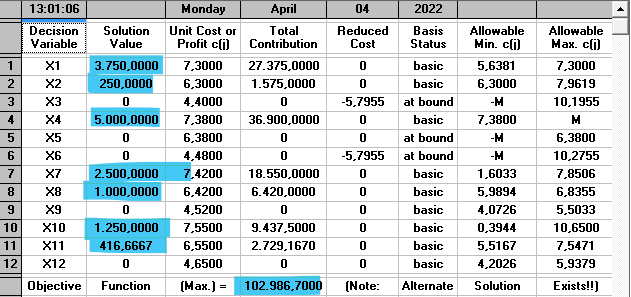 13:01:06 Monday April 04 2022
Decision Variable Solution Value Unit Cost or Profit c(j) Total Contribution Reduced Cost Basis Status Allowable Min. c(j) Allowable Max. c(j)
1 X1 3.750,0000 7,3000 27.375,0000 0 basic 5,6381 7,3000
2 X2 250,0000 6,3000 1.575,0000 0 basic 6,3000 7,9619
3 X3 0 4,4000 0 -5,7955 at bound -M 10,1955
4 X4 5.000,0000 7,3800 36.900,0000 0 basic 7,3800 M
5 X5 0 6,3800 0 0 at bound -M 6,3800
6 X6 0 4,4800 0 -5,7955 at bound -M 10,2755
7 X7 2.500,0000 7,4200 18.550,0000 0 basic 1,6033 7,8506
8 X8 1.000,0000 6,4200 6.420,0000 0 basic 5,9894 6,8355
9 X9 0 4,5200 0 0 basic 4,0726 5,5033
10 X10 1.250,0000 7,5500 9.437,5000 0 basic 0,3944 10,6500
11 X11 416,6667 6,5500 2.729,1670 0 basic 5,5167 7,5471
12 X12 0 4,6500 0 0 basic 4,2026 5,9379
Objective Function (Max.) = 102.986,7000 (Note: Alternate Solution Exists!!)